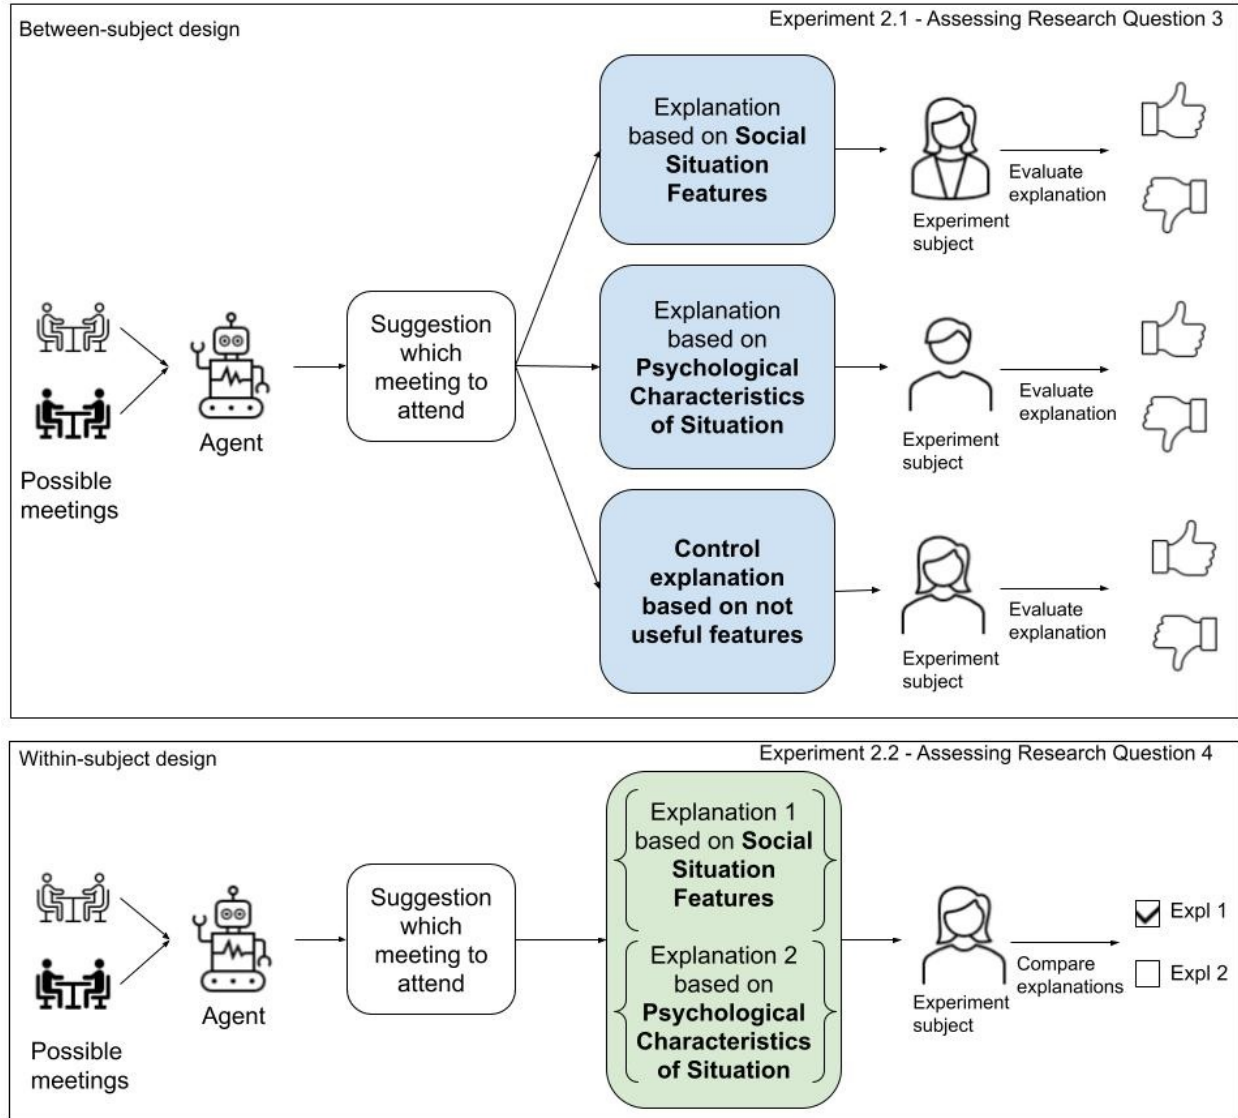 Between-subject design
Experiment 2.1 - Assessing Research Question 3
Possible
meetings
Agent
Suggestion
which
meeting to
attend
Explanation
based on Social
Situation
Features
Experiment
subject
Evaluate
explanation
Explanation
based on
Psychological
Characteristics
of Situation
Experiment
subject
Evaluate
explanation
Control
explanation
based on not
useful features
Experiment
subject
Evaluate
explanation
Within-subject design
Experiment 2.2 - Assessing Research Question 4
Possible
meetings
Agent
Suggestion
which
meeting to
attend
Explanation 1
based on Social
Situation
Features
Explanation 2
based on
Psychological
Characteristics
of Situation
Experiment
subject
Compare
explanations
Expl 1
Expl 2